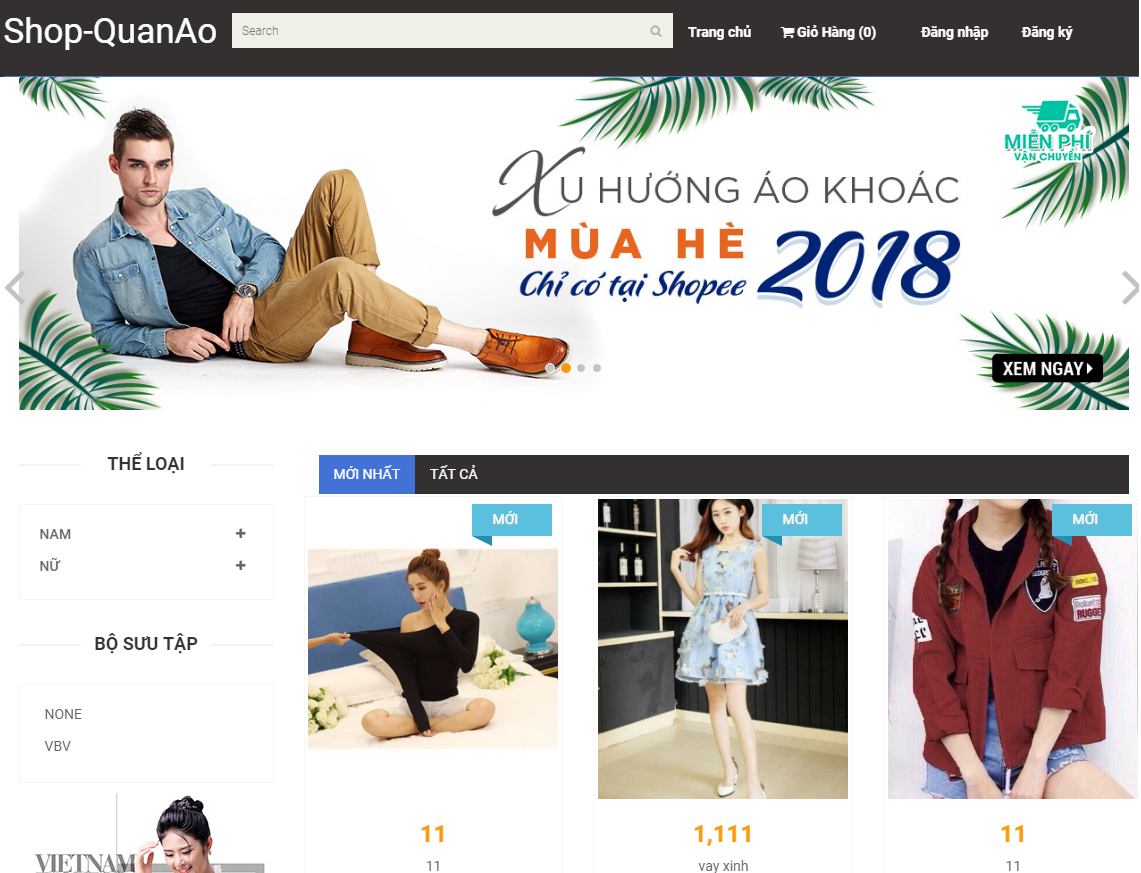 Shop-QuanAo
Search
Trang chủ
Giỏ Hàng (0)
Đăng nhập
Đăng ký
MIỄN PHÍ
VẬN CHUYỂN
XU HƯỚNG ÁO KHOÁC
MÙA HÈ 2018
Chỉ có tại Shopee
XEM NGAY
THỂ LOẠI
NAM +
NỮ +
BỘ SƯU TẬP
NONE
VBV
VIETNAM
MỚI NHẤT TẤT CẢ
MỚI
11
11
MỚI
1,111
vay xinh
MỚI
11
11